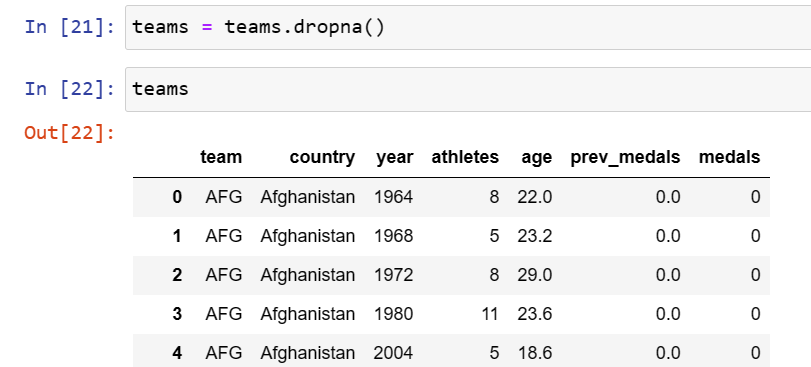 In [21]: teams = teams.dropna()
In [22]: teams
Out[22]:
team country year athletes age prev_medals medals
0 AFG Afghanistan 1964 8 22.0 0.0 0
1 AFG Afghanistan 1968 5 23.2 0.0 0
2 AFG Afghanistan 1972 8 29.0 0.0 0
3 AFG Afghanistan 1980 11 23.6 0.0 0
4 AFG Afghanistan 2004 5 18.6 0.0 0